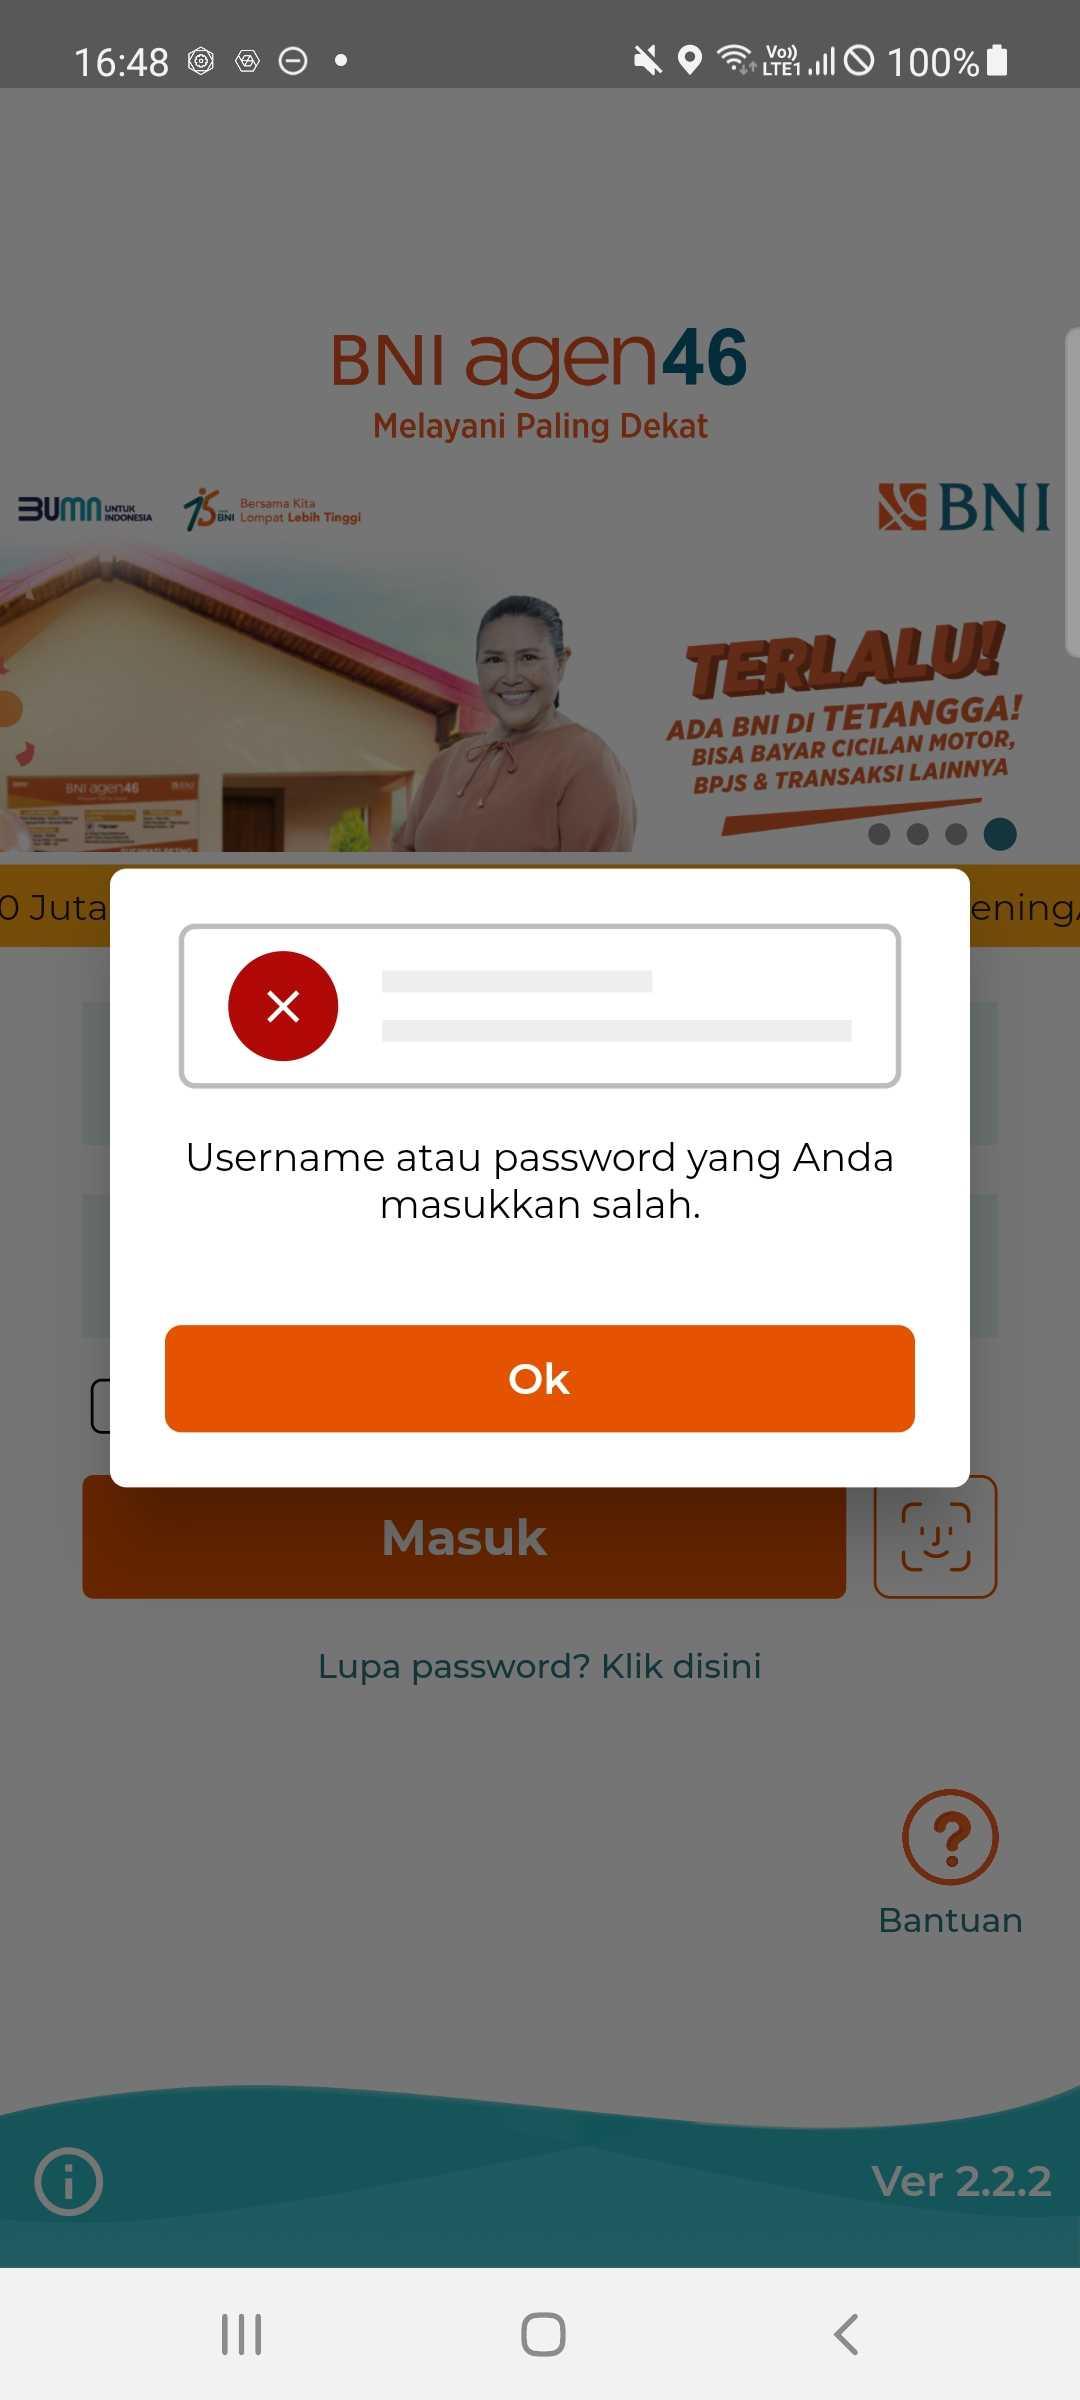 16:48
Vo))
LTE1
100%
BNI agen46
Melayani Paling Dekat
BUMN UNTUK INDONESIA
75 BNI Bersama Kita Lompat Lebih Tinggi
BNI
TERLALU!
ADA BNI DI TETANGGA!
BISA BAYAR CICILAN MOTOR,
BPJS & TRANSAKSI LAINNYA
BNI agen46
0 Juta
ening
Username atau password yang Anda
masukkan salah.
Ok
Masuk
Lupa password? Klik disini
?
Bantuan
i
Ver 2.2.2